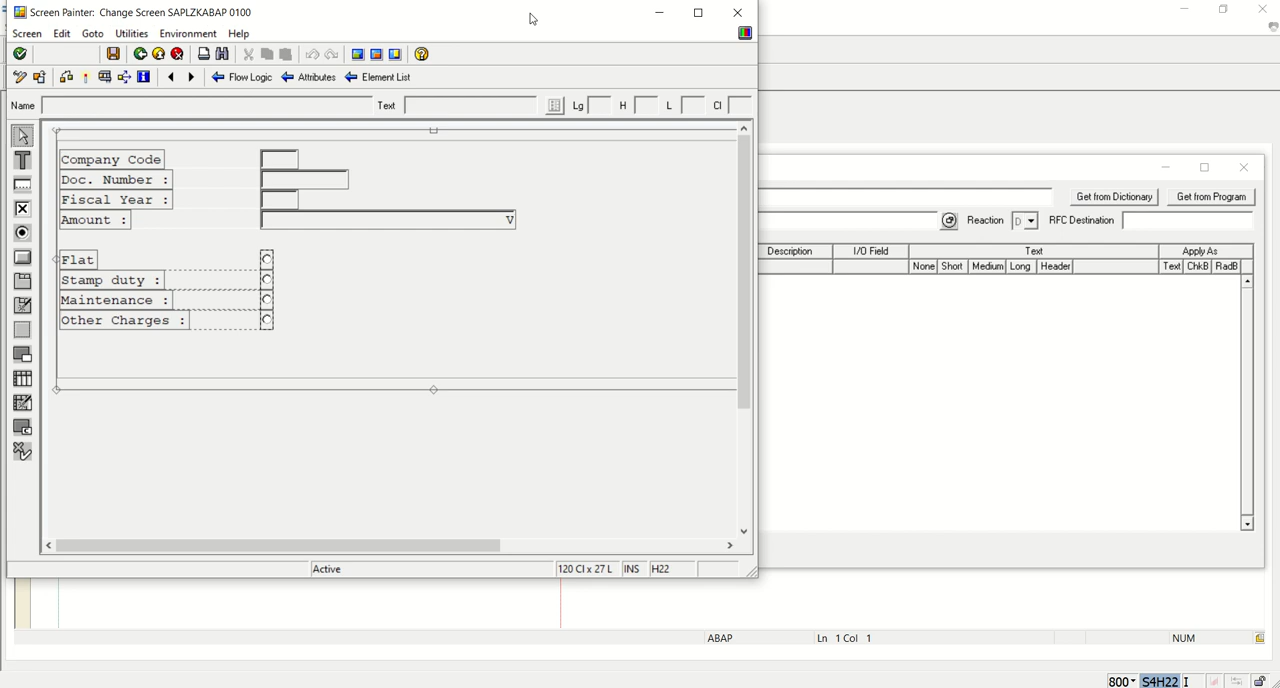 Screen Painter: Change Screen SAPLZKABAP 0100
Screen Edit Goto Utilities Environment Help
Flow Logic Attributes Element List
Name Text Lg H L Cl
Company Code
Doc. Number :
Fiscal Year :
Amount : V
Flat
Stamp duty :
Maintenance :
Other Charges :
Active 120 Cl x 27 L INS H22
Get from Dictionary Get from Program
Reaction D RFC Destination
Description I/O Field Text Apply As
None Short Medium Long Header Text ChkB RadB
ABAP Ln 1 Col 1 NUM
800 S4H22